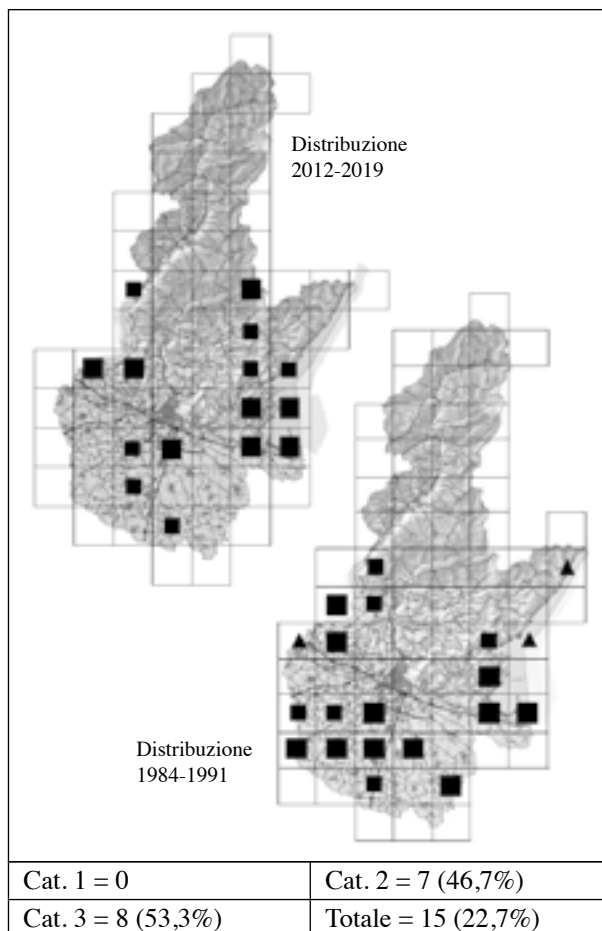 Distribuzione
2012-2019
Distribuzione
1984-1991
Cat. 1 = 0
Cat. 2 = 7 (46,7%)
Cat. 3 = 8 (53,3%)
Totale = 15 (22,7%)